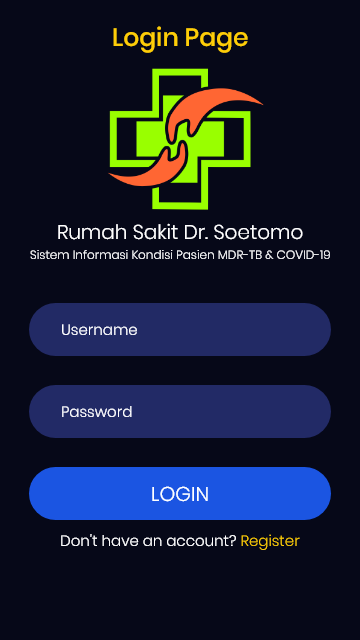 Login Page
Rumah Sakit Dr. Soetomo
Sistem Informasi Kondisi Pasien MDR-TB & COVID-19
Username
Password
LOGIN
Don't have an account? Register